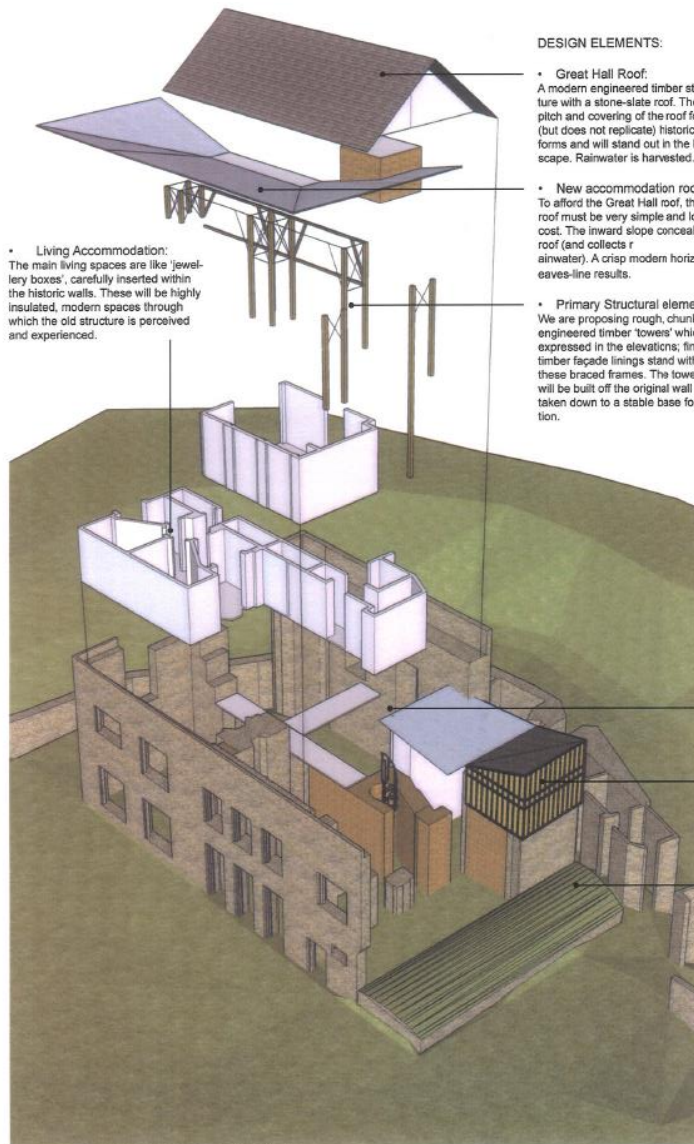 DESIGN ELEMENTS:
• Great Hall Roof:
A modern engineered timber st
ture with a stone-slate roof. The
pitch and covering of the roof fo
(but does not replicate) historic
forms and will stand out in the l
scape. Rainwater is harvested.
• New accommodation roo
To afford the Great Hall roof, th
roof must be very simple and lo
cost. The inward slope conceal
roof (and collects r
ainwater). A crisp modern horiz
eaves-line results.
• Primary Structural eleme
We are proposing rough, chunk
engineered timber 'towers' whic
expressed in the elevations; fin
timber façade linings stand with
these braced frames. The towe
will be built off the original wall
taken down to a stable base fo
tion.
• Living Accommodation:
The main living spaces are like 'jewel-
lery boxes', carefully inserted within
the historic walls. These will be highly
insulated, modern spaces through
which the old structure is perceived
and experienced.